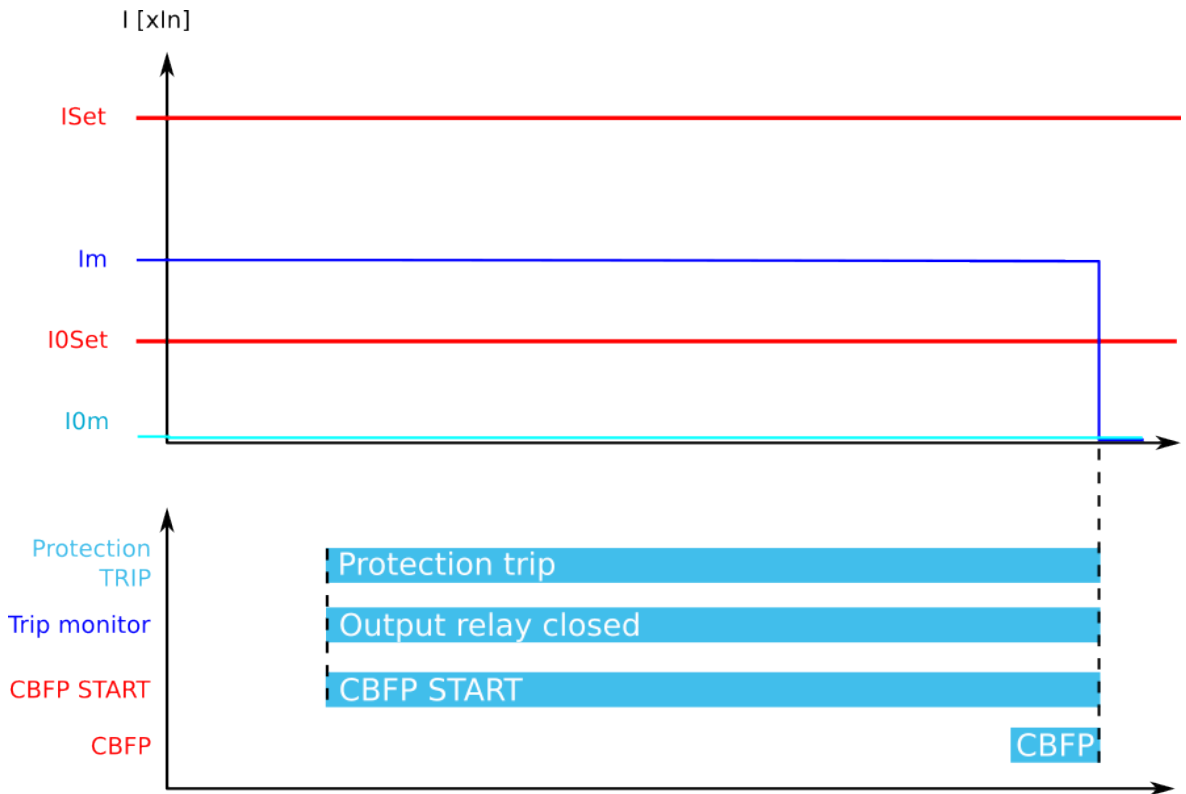 I [xIn]
ISet
Im
I0Set
I0m
Protection
TRIP
Protection trip
Trip monitor
Output relay closed
CBFP START
CBFP START
CBFP
CBFP